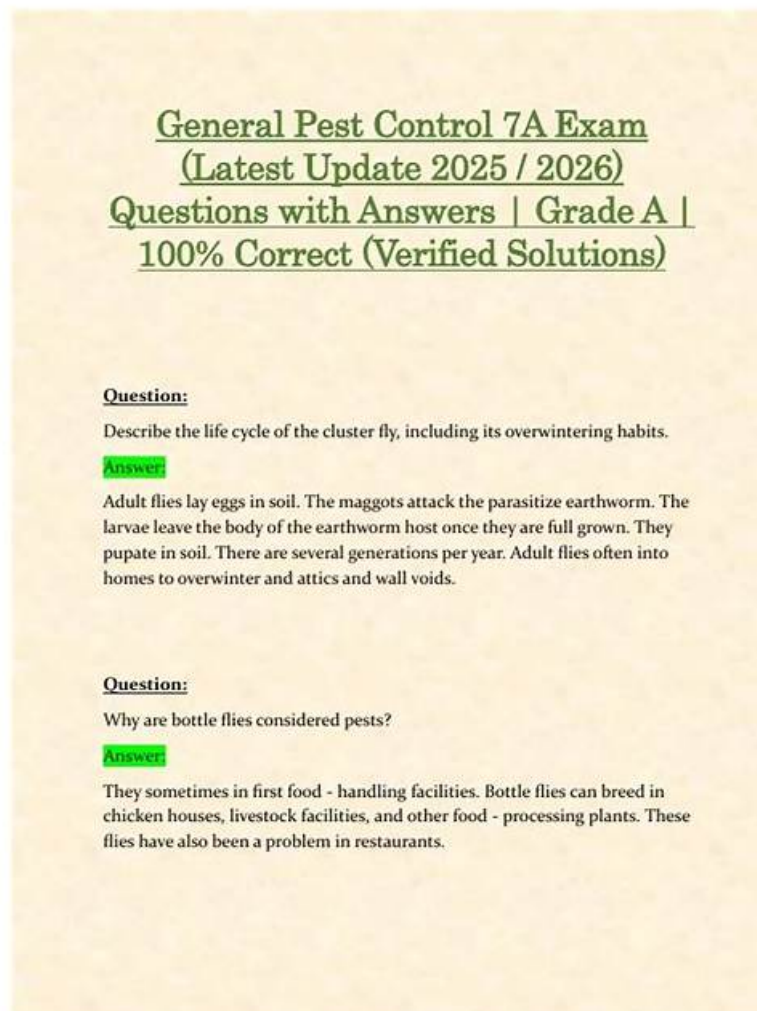 General Pest Control 7A Exam
(Latest Update 2025 / 2026)
Questions with Answers | Grade A |
100% Correct (Verified Solutions)
Question:
Describe the life cycle of the cluster fly, including its overwintering habits.
Answer:
Adult flies lay eggs in soil. The maggots attack the parasitize earthworm. The
larvae leave the body of the earthworm host once they are full grown. They
pupate in soil. There are several generations per year. Adult flies often into
homes to overwinter and attics and wall voids.
Question:
Why are bottle flies considered pests?
Answer:
They sometimes in first food - handling facilities. Bottle flies can breed in
chicken houses, livestock facilities, and other food - processing plants. These
flies have also been a problem in restaurants.